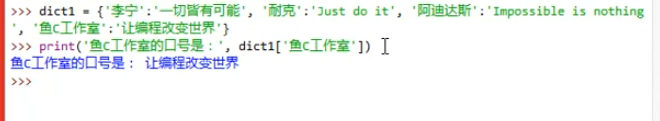 >>> dict1 = {'李宁':'一切皆有可能', '耐克':'Just do it', '阿迪达斯':'Impossible is nothing
', '鱼C工作室':'让编程改变世界'}
>>> print('鱼C工作室的口号是：', dict1['鱼C工作室'])
鱼C工作室的口号是： 让编程改变世界
>>>